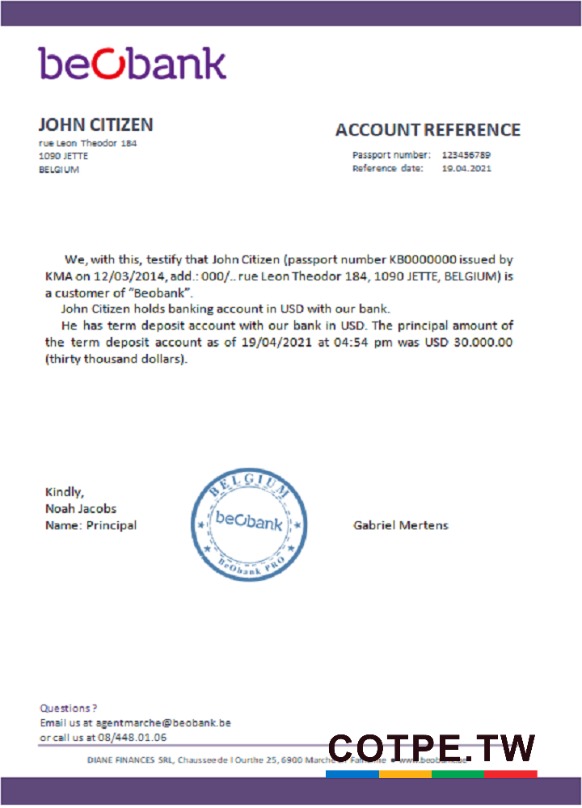 beobank
JOHN CITIZEN
rue Leon Theodor 184
1090 JETTE
BELGIUM
ACCOUNT REFERENCE
Passport number: 123456789
Reference date: 19.04.2021
We, with this, testify that John Citizen (passport number KB0000000 issued by
KMA on 12/03/2014, add.: 000/.. rue Leon Theodor 184, 1090 JETTE, BELGIUM) is
a customer of "Beobank".
John Citizen holds banking account in USD with our bank.
He has term deposit account with our bank in USD. The principal amount of
the term deposit account as of 19/04/2021 at 04:54 pm was USD 30.000.00
(thirty thousand dollars).
Kindly,
Noah Jacobs
Name: Principal
BELGIUM
beobank
BeObank PRO
Gabriel Mertens
Questions?
Email us at agentmarche@beobank.be
or call us at 08/448.01.06
COTPE.TW
DIANE FINANCES SRL, Chaussee de l Ourthe 25, 6900 Marche